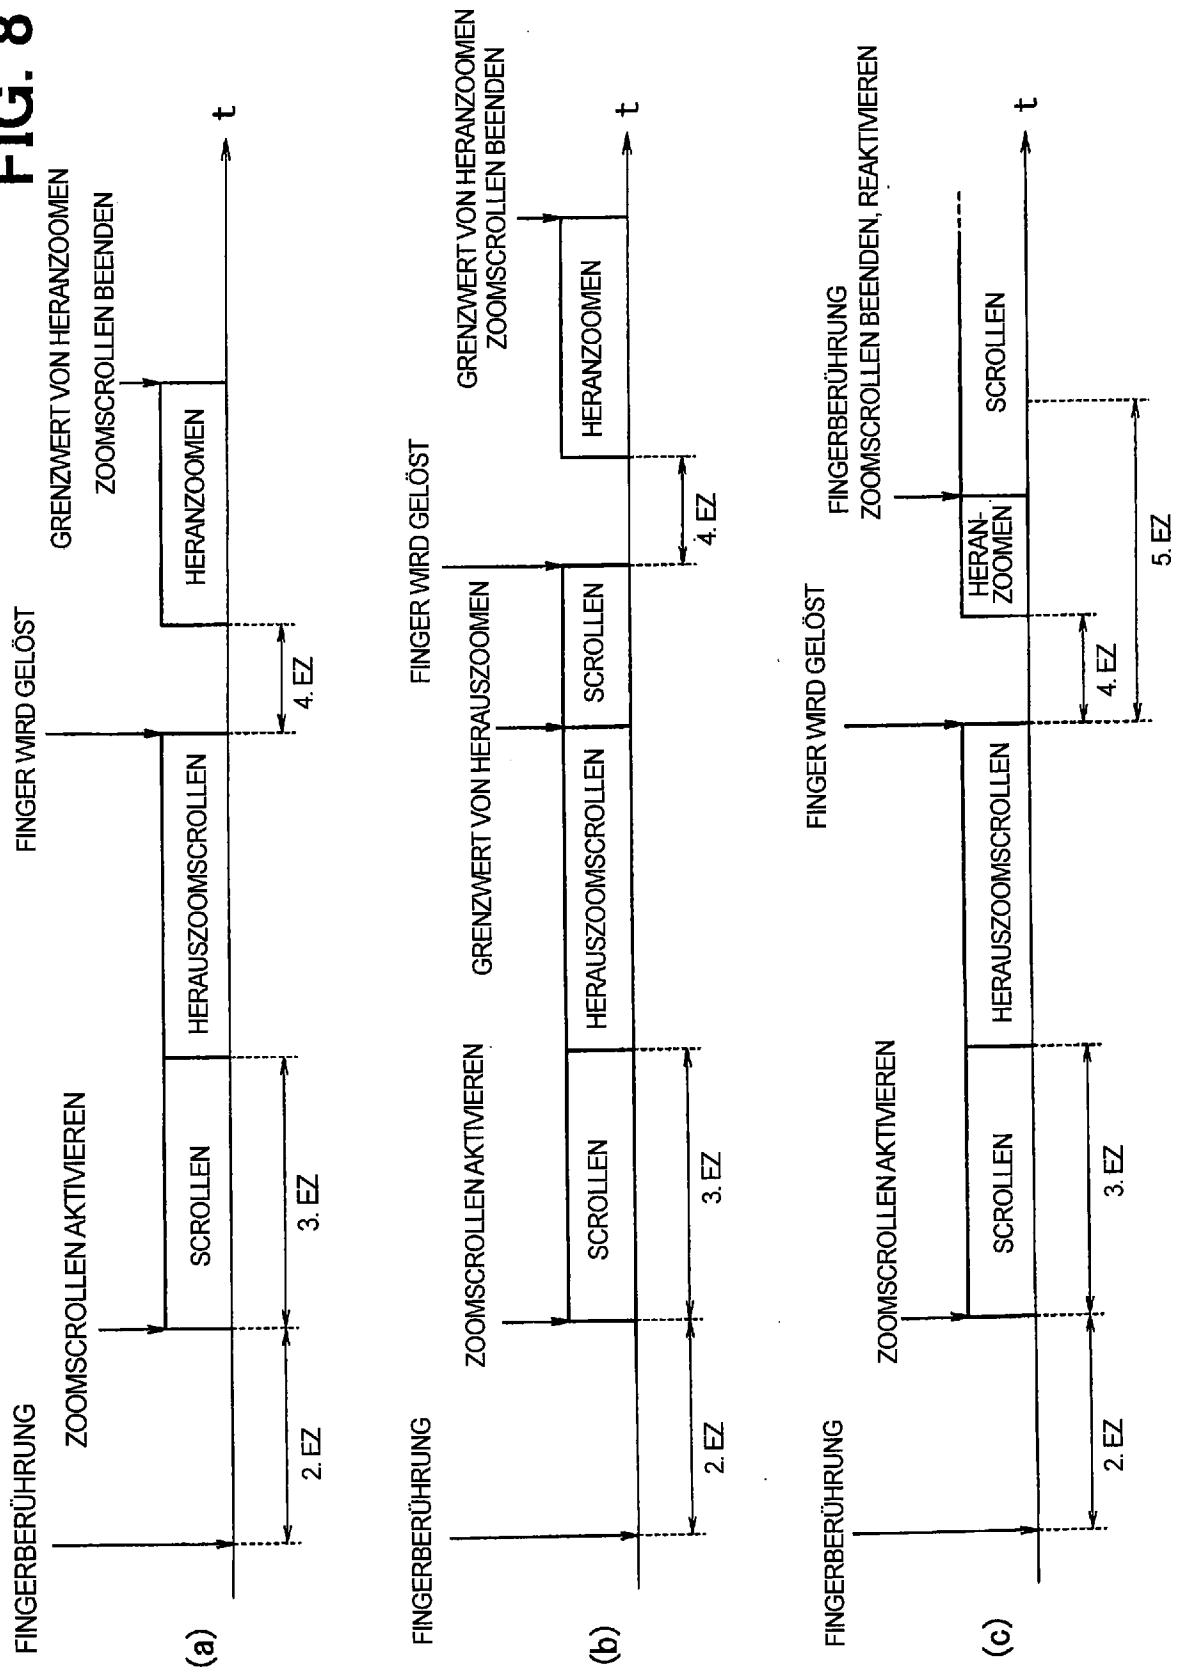 FIG. 8
(a)
FINGERBERÜHRUNG
ZOOMSCROLLEN AKTIVIEREN
FINGER WIRD GELÖST
GRENZWERT VON HERANZOOMEN
ZOOMSCROLLEN BEENDEN
SCROLLEN
HERAUSZOOMSCROLLEN
HERANZOOMEN
t
2. EZ
3. EZ
4. EZ
(b)
FINGERBERÜHRUNG
ZOOMSCROLLEN AKTIVIEREN
GRENZWERT VON HERAUSZOOMEN
FINGER WIRD GELÖST
GRENZWERT VON HERANZOOMEN
ZOOMSCROLLEN BEENDEN
SCROLLEN
HERAUSZOOMSCROLLEN
SCROLLEN
HERANZOOMEN
t
2. EZ
3. EZ
4. EZ
(c)
FINGERBERÜHRUNG
ZOOMSCROLLEN AKTIVIEREN
FINGER WIRD GELÖST
FINGERBERÜHRUNG
ZOOMSCROLLEN BEENDEN, REAKTIVIEREN
SCROLLEN
HERAUSZOOMSCROLLEN
HERAN-
ZOOMEN
SCROLLEN
t
2. EZ
3. EZ
4. EZ
5. EZ